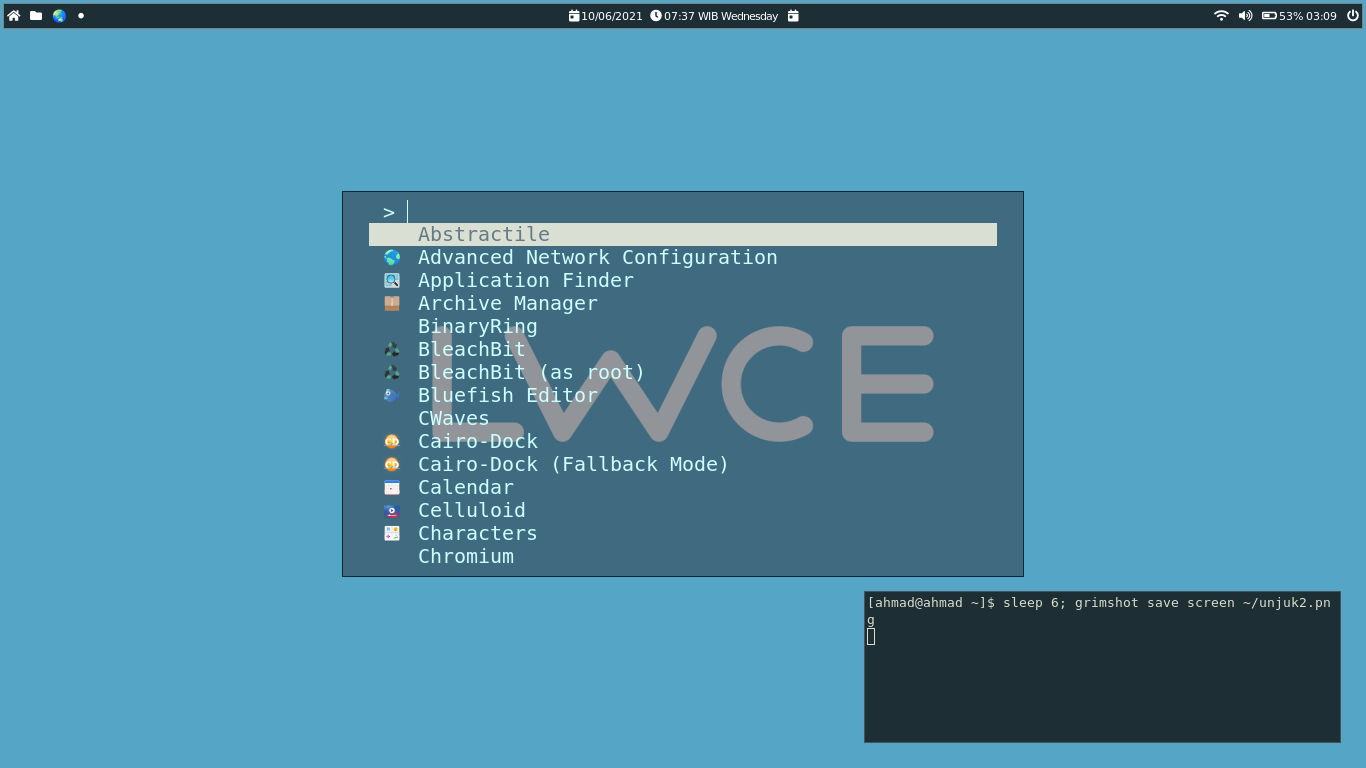 10/06/2021 07:37 WIB Wednesday
53% 03:09
>
Abstractile
Advanced Network Configuration
Application Finder
Archive Manager
BinaryRing
BleachBit
BleachBit (as root)
Bluefish Editor
CWaves
Cairo-Dock
Cairo-Dock (Fallback Mode)
Calendar
Celluloid
Characters
Chromium
LWCE
[ahmad@ahmad ~]$ sleep 6; grimshot save screen ~/unjuk2.pn
g